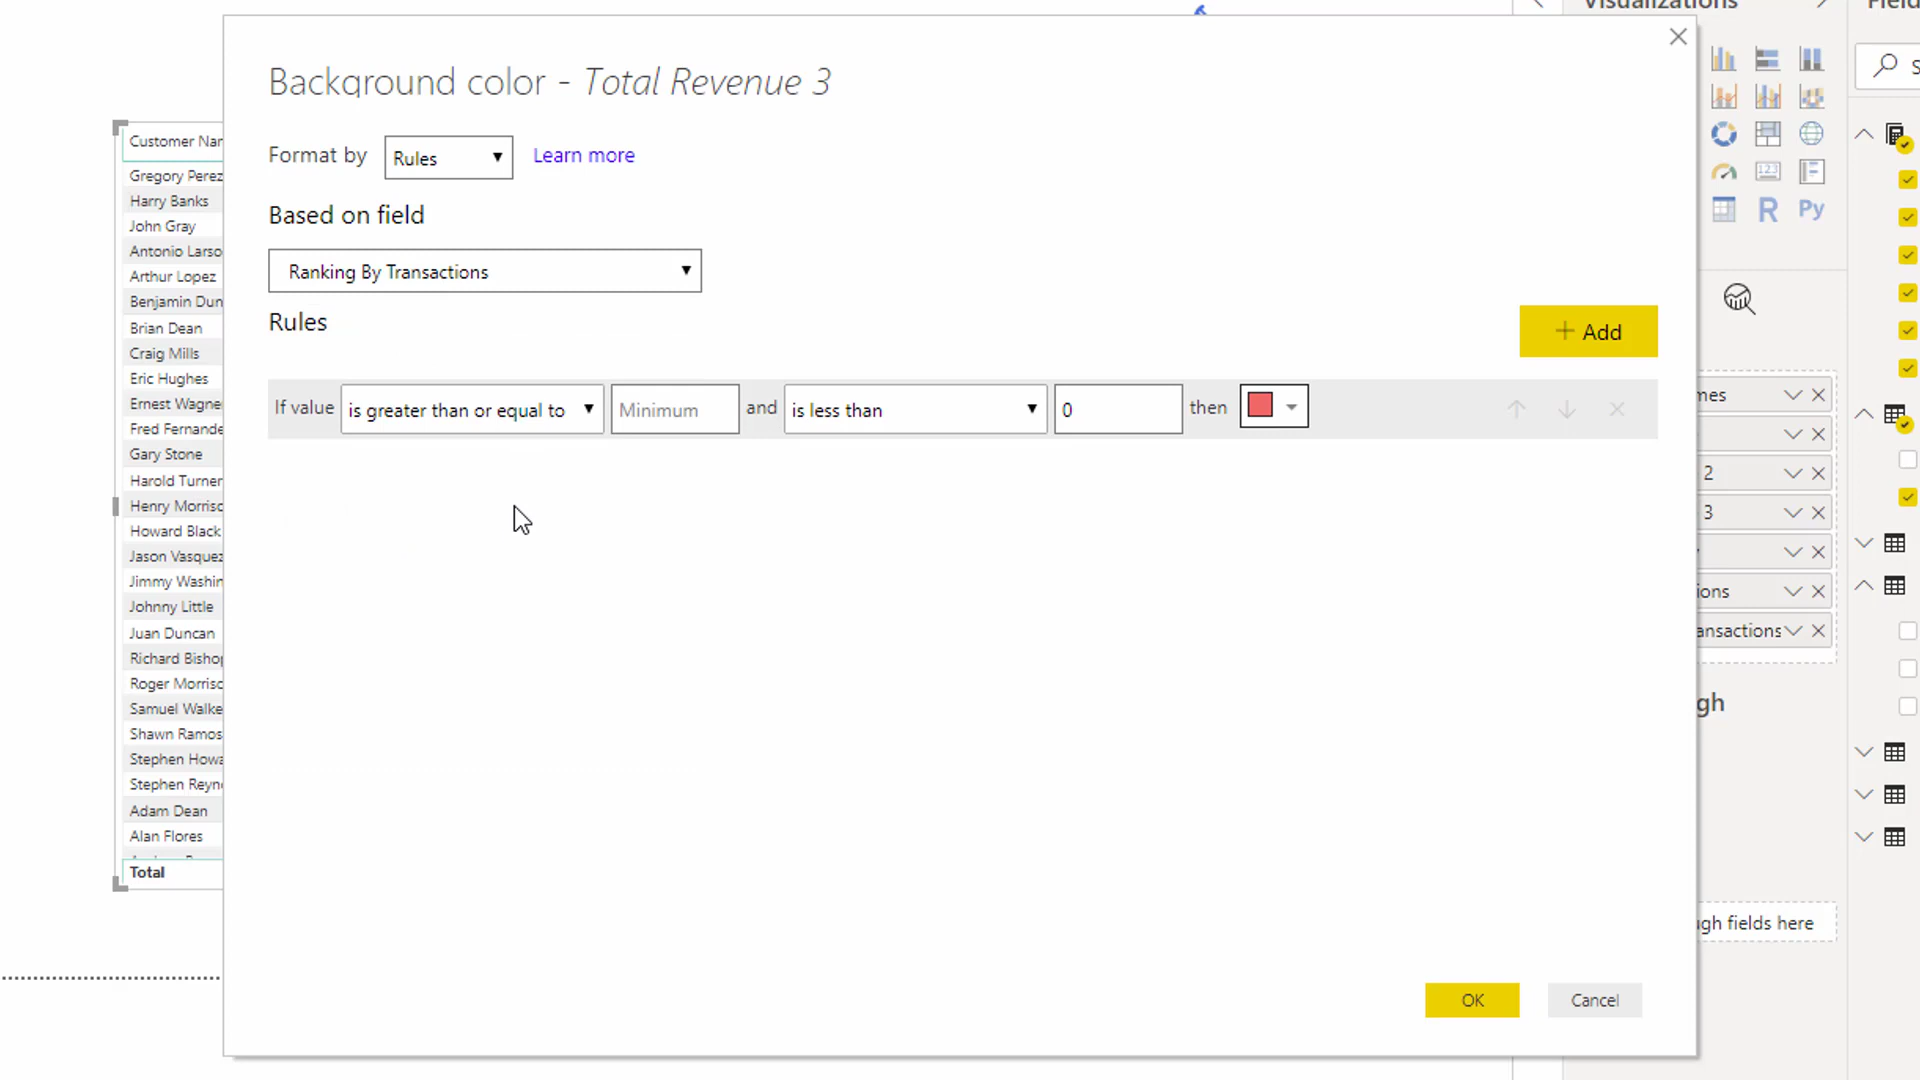 Visualizations
Background color - Total Revenue 3
Format by
Rules
Learn more
Based on field
Ranking By Transactions
Rules
+ Add
If value
is greater than or equal to
Minimum
and
is less than
0
then
OK
Cancel
Customer Nar
Gregory Perez
Harry Banks
John Gray
Antonio Larso
Arthur Lopez
Benjamin Dun
Brian Dean
Craig Mills
Eric Hughes
Ernest Wagne
Fred Fernande
Gary Stone
Harold Turner
Henry Morrisc
Howard Black
Jason Vasquez
Jimmy Washin
Johnny Little
Juan Duncan
Richard Bishop
Roger Morrisc
Samuel Walke
Shawn Ramos
Stephen Howa
Stephen Reyn
Adam Dean
Alan Flores
Total
123
R
Py
mes
2
3
ions
ansactions
gh
ugh fields here